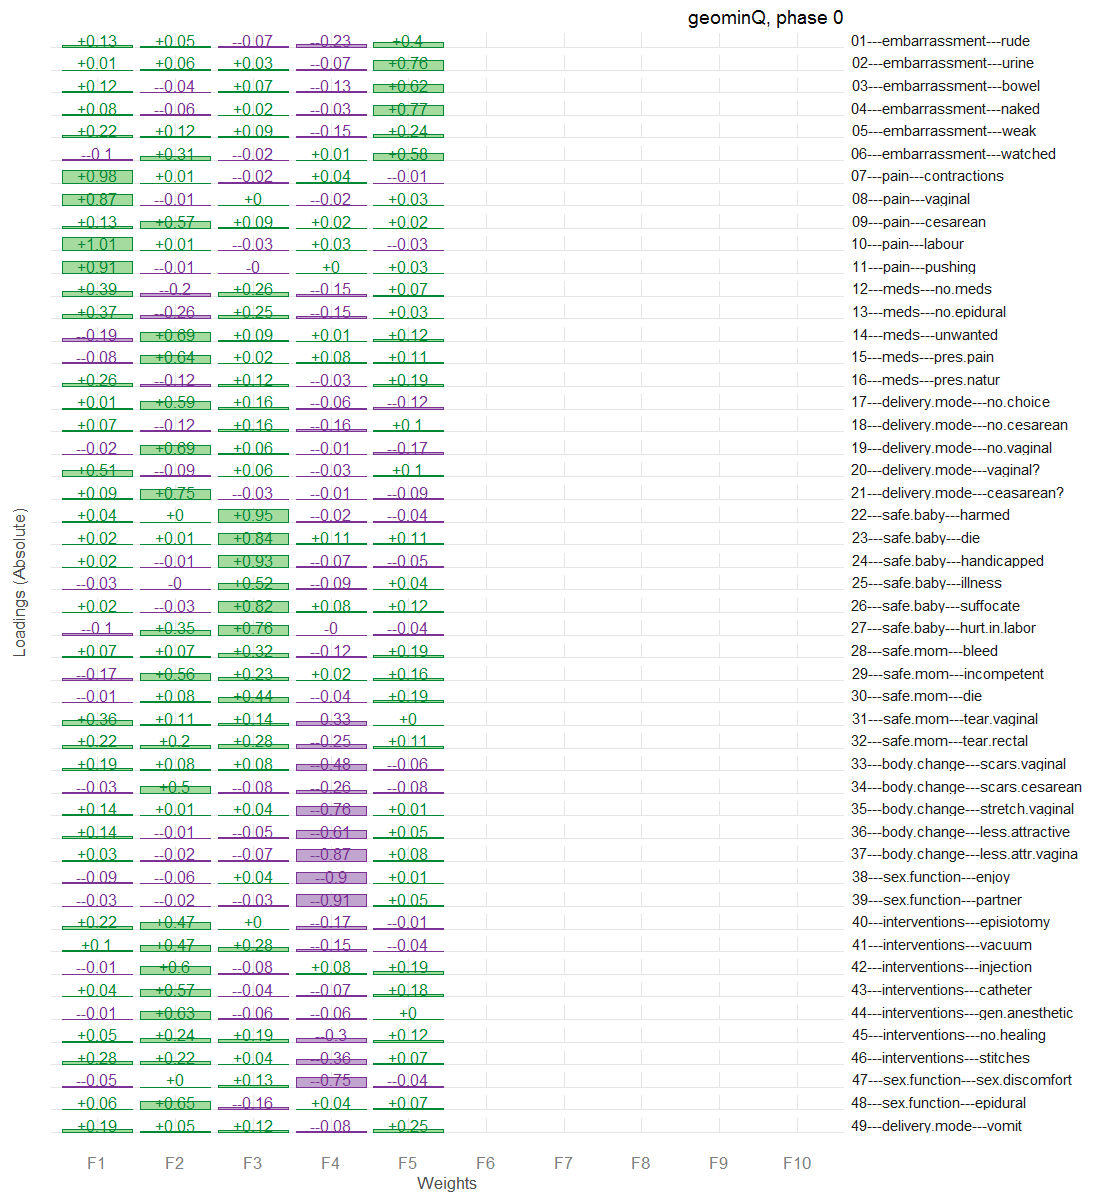 geominQ, phase 0
+0.13 +0.05 --0.07 --0.23 +0.4 01---embarrassment---rude
+0.01 +0.06 +0.03 --0.07 +0.76 02---embarrassment---urine
+0.12 --0.04 +0.07 --0.13 +0.62 03---embarrassment---bowel
+0.08 --0.06 +0.02 --0.03 +0.77 04---embarrassment---naked
+0.22 +0.12 +0.09 --0.15 +0.24 05---embarrassment---weak
--0.1 +0.31 --0.02 +0.01 +0.58 06---embarrassment---watched
+0.98 +0.01 --0.02 +0.04 --0.01 07---pain---contractions
+0.87 --0.01 +0 --0.02 +0.03 08---pain---vaginal
+0.13 +0.57 +0.09 +0.02 +0.02 09---pain---cesarean
+1.01 +0.01 --0.03 +0.03 --0.03 10---pain---labour
+0.91 --0.01 -0 +0 +0.03 11---pain---pushing
+0.39 --0.2 +0.26 --0.15 +0.07 12---meds---no.meds
+0.37 --0.26 +0.25 --0.15 +0.03 13---meds---no.epidural
--0.19 +0.69 +0.09 +0.01 +0.12 14---meds---unwanted
--0.08 +0.64 +0.02 +0.08 +0.11 15---meds---pres.pain
+0.26 --0.12 +0.12 --0.03 +0.19 16---meds---pres.natur
+0.01 +0.59 +0.16 --0.06 --0.12 17---delivery.mode---no.choice
+0.07 --0.12 +0.16 --0.16 +0.1 18---delivery.mode---no.cesarean
--0.02 +0.69 +0.06 --0.01 --0.17 19---delivery.mode---no.vaginal
+0.51 --0.09 +0.06 --0.03 +0.1 20---delivery.mode---vaginal?
+0.09 +0.75 --0.03 --0.01 --0.09 21---delivery.mode---ceasarean?
+0.04 +0 +0.95 --0.02 --0.04 22---safe.baby---harmed
+0.02 +0.01 +0.84 +0.11 +0.11 23---safe.baby---die
+0.02 --0.01 +0.93 --0.07 --0.05 24---safe.baby---handicapped
--0.03 -0 +0.52 --0.09 +0.04 25---safe.baby---illness
+0.02 --0.03 +0.82 +0.08 +0.12 26---safe.baby---suffocate
--0.1 +0.35 +0.76 -0 --0.04 27---safe.baby---hurt.in.labor
+0.07 +0.07 +0.32 --0.12 +0.19 28---safe.mom---bleed
--0.17 +0.56 +0.23 +0.02 +0.16 29---safe.mom---incompetent
--0.01 +0.08 +0.44 --0.04 +0.19 30---safe.mom---die
+0.36 +0.11 +0.14 --0.33 +0 31---safe.mom---tear.vaginal
+0.22 +0.2 +0.28 --0.25 +0.11 32---safe.mom---tear.rectal
+0.19 +0.08 +0.08 --0.48 --0.06 33---body.change---scars.vaginal
--0.03 +0.5 --0.08 --0.26 --0.08 34---body.change---scars.cesarean
+0.14 +0.01 +0.04 --0.76 +0.01 35---body.change---stretch.vaginal
+0.14 --0.01 --0.05 --0.61 +0.05 36---body.change---less.attractive
+0.03 --0.02 --0.07 --0.87 +0.08 37---body.change---less.attr.vagina
--0.09 --0.06 +0.04 --0.9 +0.01 38---sex.function---enjoy
--0.03 --0.02 --0.03 --0.91 +0.05 39---sex.function---partner
+0.22 +0.47 +0 --0.17 --0.01 40---interventions---episiotomy
+0.1 +0.47 +0.28 --0.15 --0.04 41---interventions---vacuum
--0.01 +0.6 --0.08 +0.08 +0.19 42---interventions---injection
+0.04 +0.57 --0.04 --0.07 +0.18 43---interventions---catheter
--0.01 +0.63 --0.06 --0.06 +0 44---interventions---gen.anesthetic
+0.05 +0.24 +0.19 --0.3 +0.12 45---interventions---no.healing
+0.28 +0.22 +0.04 --0.36 +0.07 46---interventions---stitches
--0.05 +0 +0.13 --0.75 --0.04 47---sex.function---sex.discomfort
+0.06 +0.65 --0.16 +0.04 +0.07 48---sex.function---epidural
+0.19 +0.05 +0.12 --0.08 +0.25 49---delivery.mode---vomit
Loadings (Absolute)
F1 F2 F3 F4 F5 F6 F7 F8 F9 F10
Weights